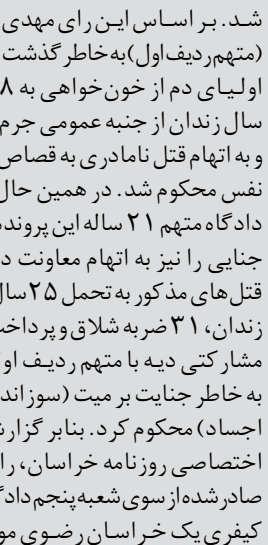 شد. بر اساس این رای مهدی
(متهم ردیف اول) به خاطر گذشت
اولیای دم از خون‌خواهی به ۸
سال زندان از جنبه عمومی جرم
و به اتهام قتل نامادری به قصاص
نفس محکوم شد. در همین حال
دادگاه متهم ۲۱ ساله این پرونده
جنایی را نیز به اتهام معاونت در
قتل های مذکور به تحمل ۲۵ سال
زندان، ۳۱ ضربه شلاق و پرداخت
مشارکتی دیه با متهم ردیف اول
به خاطر جنایت بر میت (سوزاندن
اجساد) محکوم کرد. بنابر گزارش
اختصاصی روزنامه خراسان، رای
صادرشده از سوی شعبه پنجم دادگاه
کیفری یک خراسان رضوی